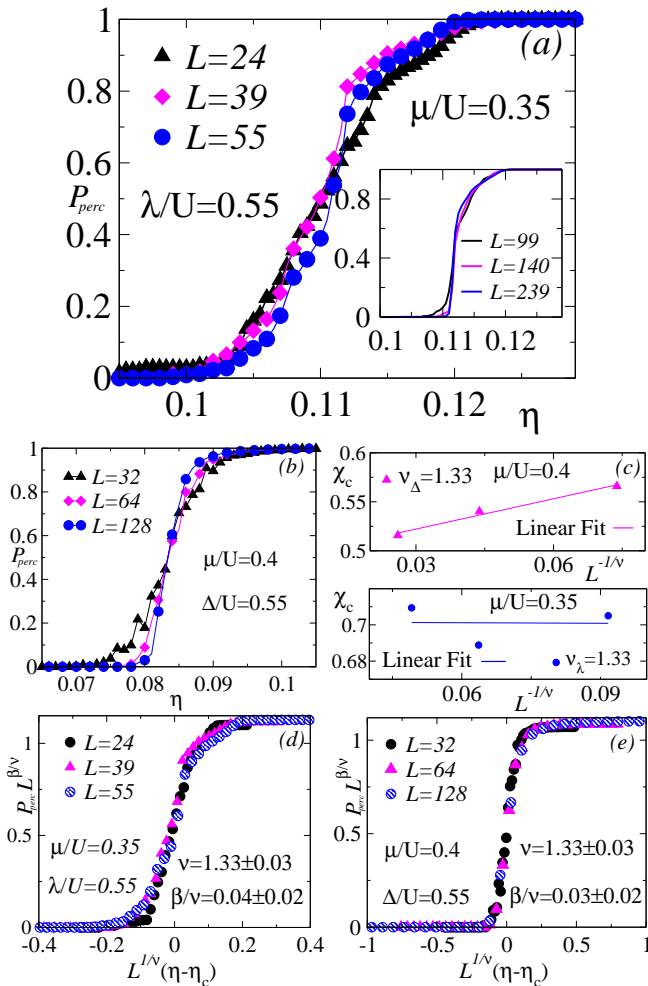 (a)
1
0.8
0.6
0.4
0.2
0
P_perc
L=24
L=39
L=55
μ/U=0.35
λ/U=0.55
0.8
0.4
0
L=99
L=140
L=239
0.1 0.11 0.12
0.1 0.11 0.12
η
(b)
1
0.8
0.6
0.4
0.2
0
P_perc
L=32
L=64
L=128
μ/U=0.4
Δ/U=0.55
0.07 0.08 0.09 0.1
η
(c)
χ_c
0.55
0.5
ν_Δ=1.33
μ/U=0.4
Linear Fit
0.03 0.06
L^{-1/ν}
χ_c
0.7
0.68
μ/U=0.35
Linear Fit
ν_λ=1.33
0.06 0.09
L^{-1/ν}
(d)
1
0.5
0
P_perc L^{β/ν}
L=24
L=39
L=55
μ/U=0.35
λ/U=0.55
ν=1.33±0.03
β/ν=0.04±0.02
-0.4 -0.2 0 0.2 0.4
L^{1/ν}(η-η_c)
(e)
1
0.5
0
P_perc L^{β/ν}
L=32
L=64
L=128
μ/U=0.4
Δ/U=0.55
ν=1.33±0.03
β/ν=0.03±0.02
-1 -0.5 0 0.5 1
L^{1/ν}(η-η_c)